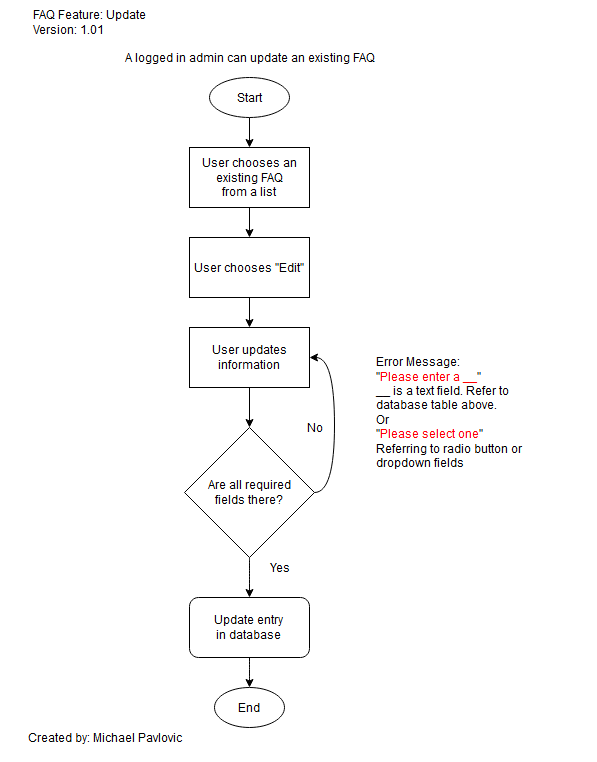 FAQ Feature: Update
Version: 1.01
A logged in admin can update an existing FAQ
Start
User chooses an
existing FAQ
from a list
User chooses "Edit"
User updates
information
Error Message:
"Please enter a __"
__ is a text field. Refer to
database table above.
Or
"Please select one"
Referring to radio button or
dropdown fields
No
Are all required
fields there?
Yes
Update entry
in database
End
Created by: Michael Pavlovic